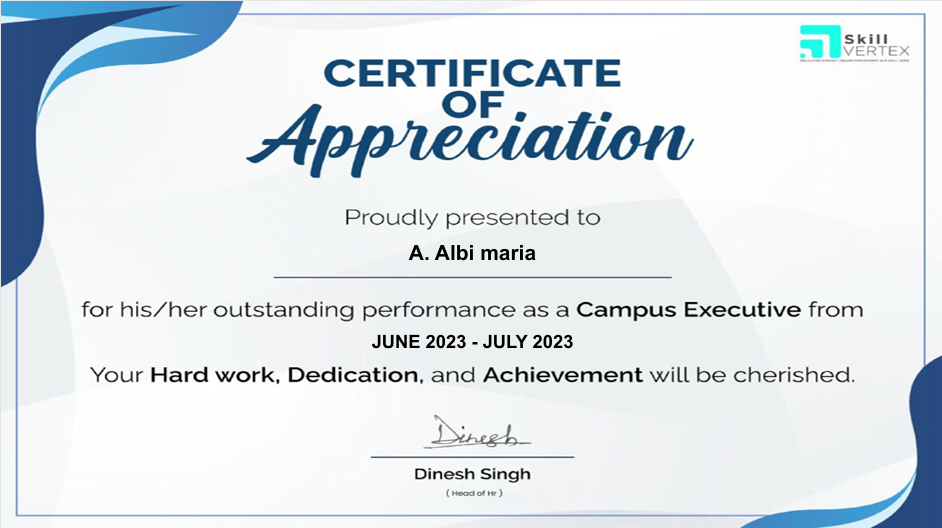 Skill
VERTEX
CERTIFICATE
OF
Appreciation
Proudly presented to
A. Albi maria
for his/her outstanding performance as a Campus Executive from
JUNE 2023 - JULY 2023
Your Hard work, Dedication, and Achievement will be cherished.
Dinesh
Dinesh Singh
( Head of Hr )